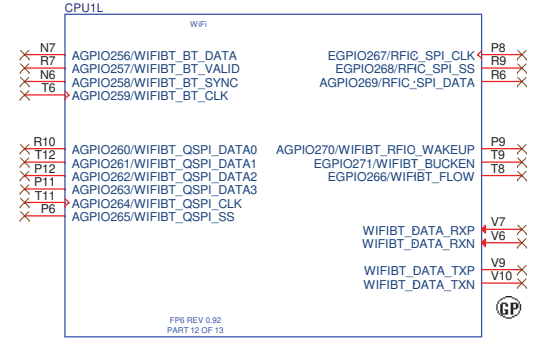 CPU1L
WiFi
N7 AGPIO256/WIFIBT_BT_DATA
R7 AGPIO257/WIFIBT_BT_VALID
N6 AGPIO258/WIFIBT_BT_SYNC
T6 AGPIO259/WIFIBT_BT_CLK
EGPIO267/RFIC_SPI_CLK P8
EGPIO268/RFIC_SPI_SS R9
AGPIO269/RFIC_SPI_DATA R6
R10 AGPIO260/WIFIBT_QSPI_DATA0
T12 AGPIO261/WIFIBT_QSPI_DATA1
P12 AGPIO262/WIFIBT_QSPI_DATA2
P11 AGPIO263/WIFIBT_QSPI_DATA3
T11 AGPIO264/WIFIBT_QSPI_CLK
P6 AGPIO265/WIFIBT_QSPI_SS
AGPIO270/WIFIBT_RFIC_WAKEUP P9
EGPIO271/WIFIBT_BUCKEN T9
EGPIO266/WIFIBT_FLOW T8
WIFIBT_DATA_RXP V7
WIFIBT_DATA_RXN V6
WIFIBT_DATA_TXP V9
WIFIBT_DATA_TXN V10
GP
FP6 REV 0.92
PART 12 OF 13